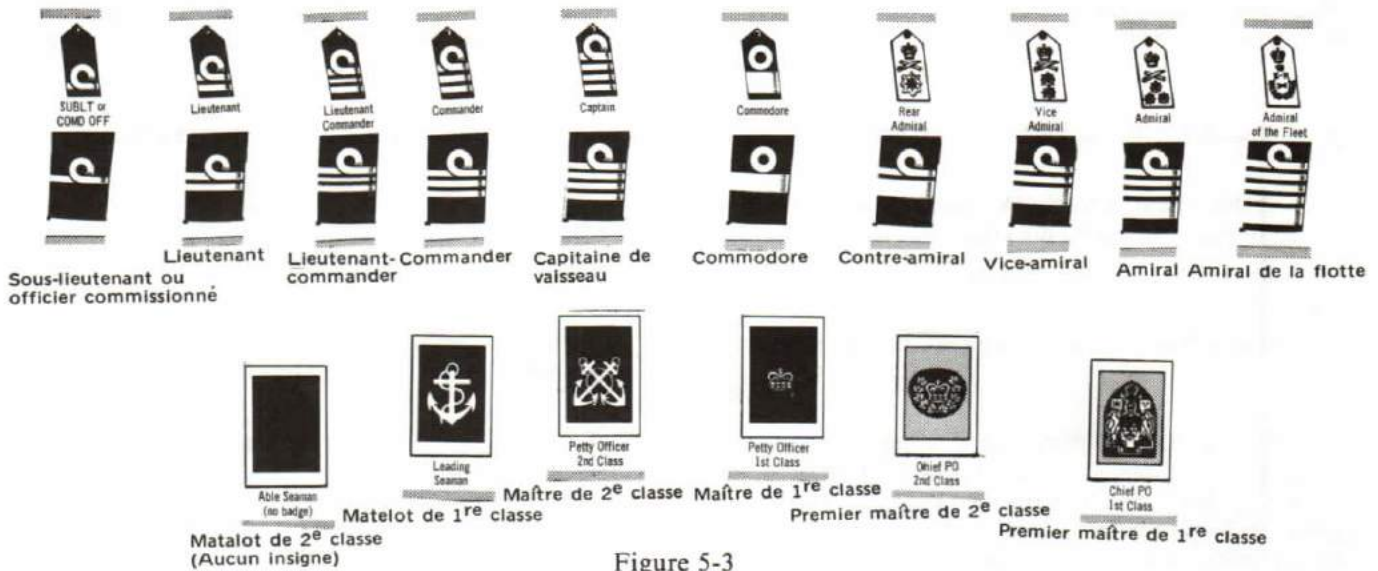 SUBLT or
COMD OFF
Lieutenant
Lieutenant
Commander
Commander
Captain
Commodore
Rear
Admiral
Vice
Admiral
Admiral
Admiral
of the Fleet
Sous-lieutenant ou
officier commissionné
Lieutenant
Lieutenant-
commander
Commander
Capitaine de
vaisseau
Commodore
Contre-amiral
Vice-amiral
Amiral
Amiral de la flotte
Able Seaman
(no badge)
Leading
Seaman
Petty Officer
2nd Class
Petty Officer
1st Class
Chief PO
2nd Class
Chief PO
1st Class
Matalot de 2e classe
(Aucun insigne)
Matelot de 1re classe
Maître de 2e classe
Maître de 1re classe
Premier maître de 2e classe
Premier maître de 1re classe
Figure 5-3